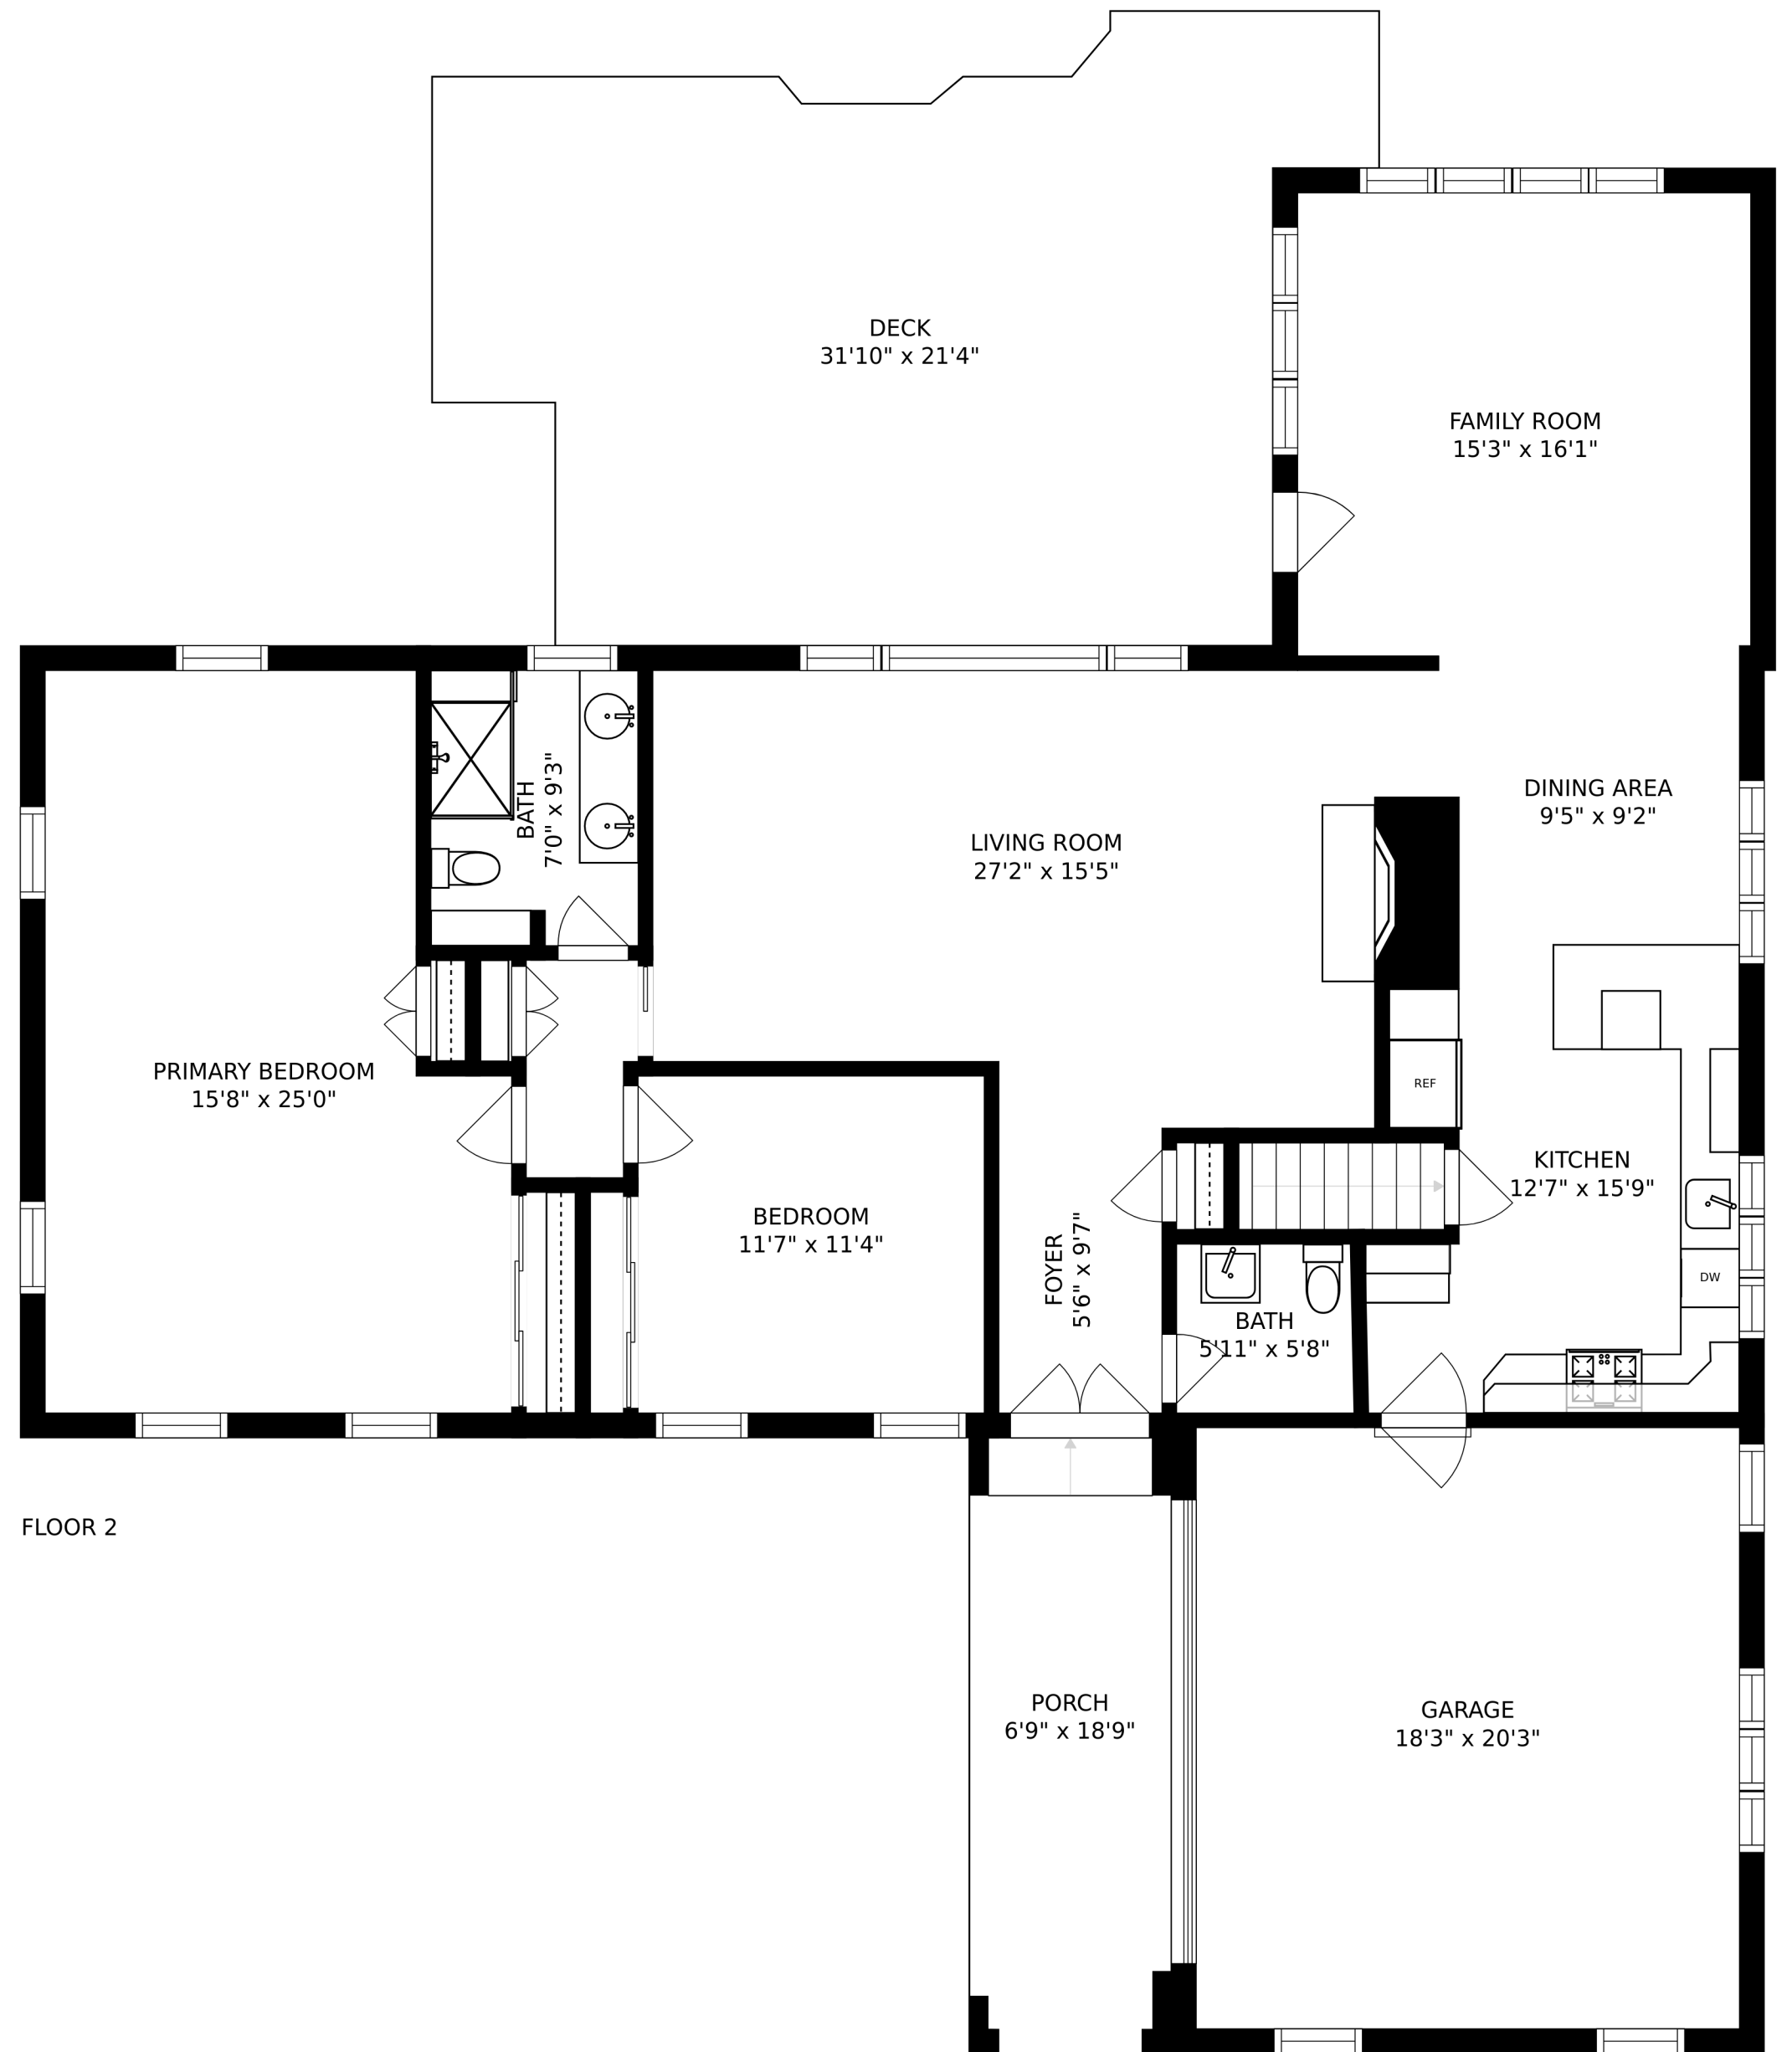 DECK
31'10" x 21'4"
FAMILY ROOM
15'3" x 16'1"
DINING AREA
9'5" x 9'2"
BATH
7'0" x 9'3"
LIVING ROOM
27'2" x 15'5"
PRIMARY BEDROOM
15'8" x 25'0"
REF
KITCHEN
12'7" x 15'9"
BEDROOM
11'7" x 11'4"
FOYER
5'6" x 9'7"
DW
BATH
5'11" x 5'8"
FLOOR 2
PORCH
6'9" x 18'9"
GARAGE
18'3" x 20'3"